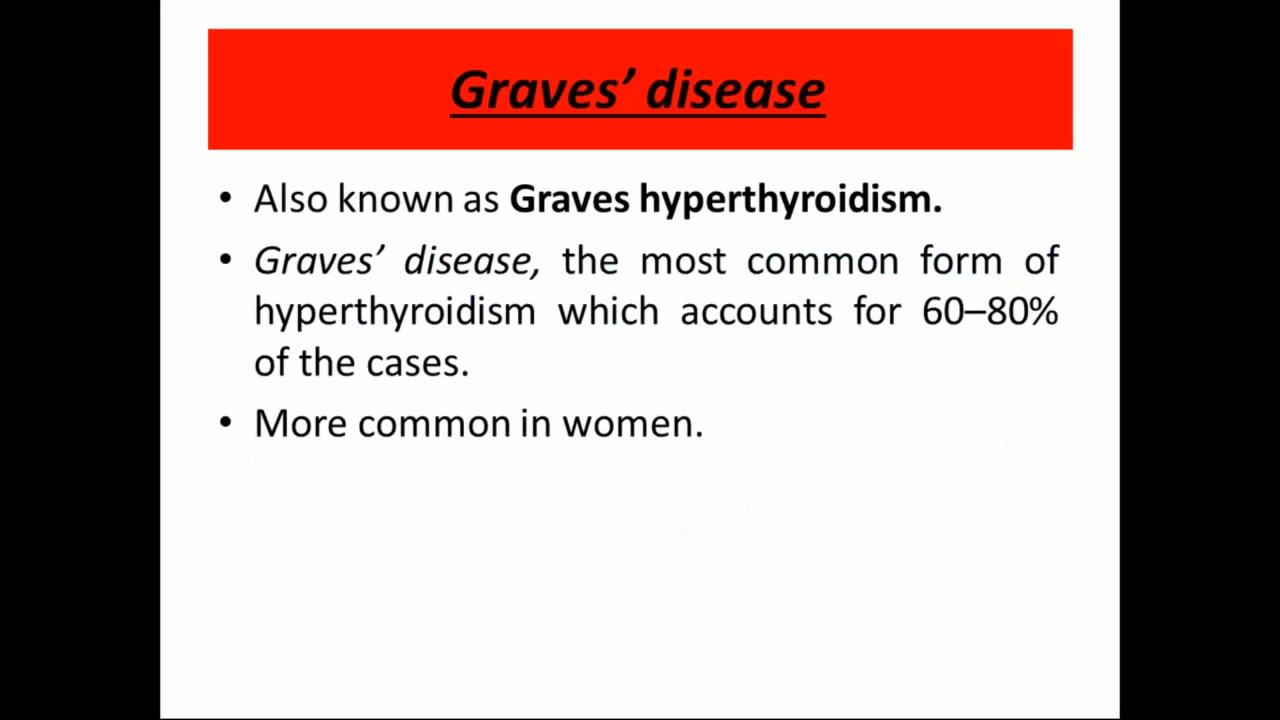 Graves’ disease
• Also known as Graves hyperthyroidism.
• Graves’ disease, the most common form of
hyperthyroidism which accounts for 60–80%
of the cases.
• More common in women.